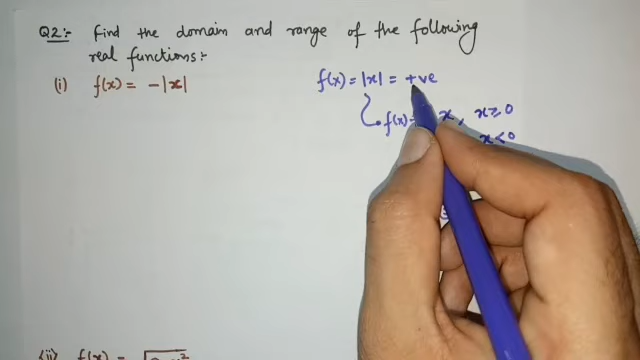 Q2:- Find the domain and range of the following
real functions:-
(i) f(x) = -|x|
f(x) = |x| = +ve
f(x) = x, x ≥ 0
x < 0
(ii) f(x) =